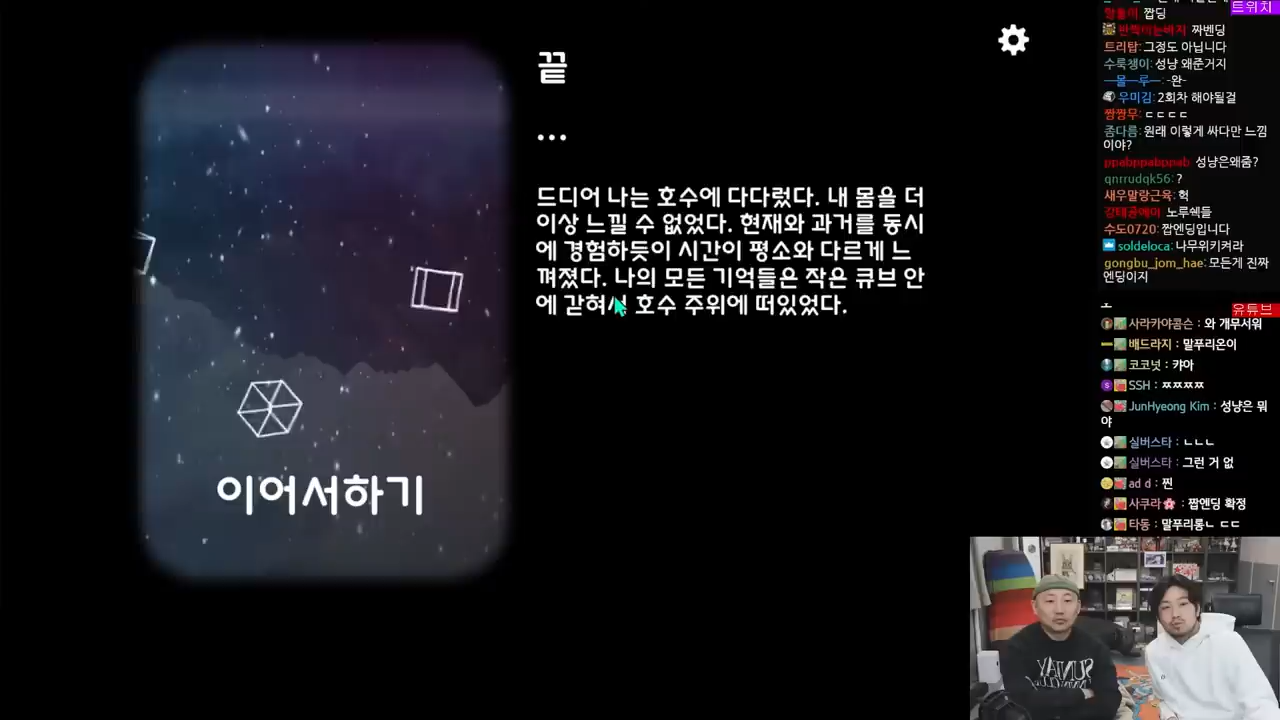 끝
...
드디어 나는 호수에 다다렀다. 내 몸을 더
이상 느낄 수 없었다. 현재와 과거를 동시
에 경험하듯이 시간이 평소와 다르게 느
껴졌다. 나의 모든 기억들은 작은 큐브 안
에 갇혀서 호수 주위에 떠있었다.
이어서하기
트위치
짭딩
짜벤딩
트리탑: 그정도 아닙니다
수룩챙이: 성냥 왜준거지
—몰—루—: -완-
우미김: 2회차 해야될걸
짱짱무: ㄷㄷㄷㄷ
좀다름: 원래 이렇게 싸다만 느낌
이야?
ppabppabppab 성냥은왜줌?
qnrrudqk56: ?
새우말랑근육: 헉
노루쉑들
수도0720: 짭엔딩입니다
soldeloca: 나무위키켜라
gongbu_jom_hae: 모든게 진짜
엔딩이지
유튜브
사라카야콤슨 : 와 개무서워
배드라지 : 말푸리온이
코코넛 : 캬아
SSH : ㅉㅉㅉㅉ
JunHyeong Kim : 성냥은 뭐
야
실버스타 : ㄴㄴㄴ
실버스타 : 그런 거 없
ad d : 찐
사쿠라🌸 : 짭엔딩 확정
타동 : 말푸리롱ㄴ ㄷㄷ